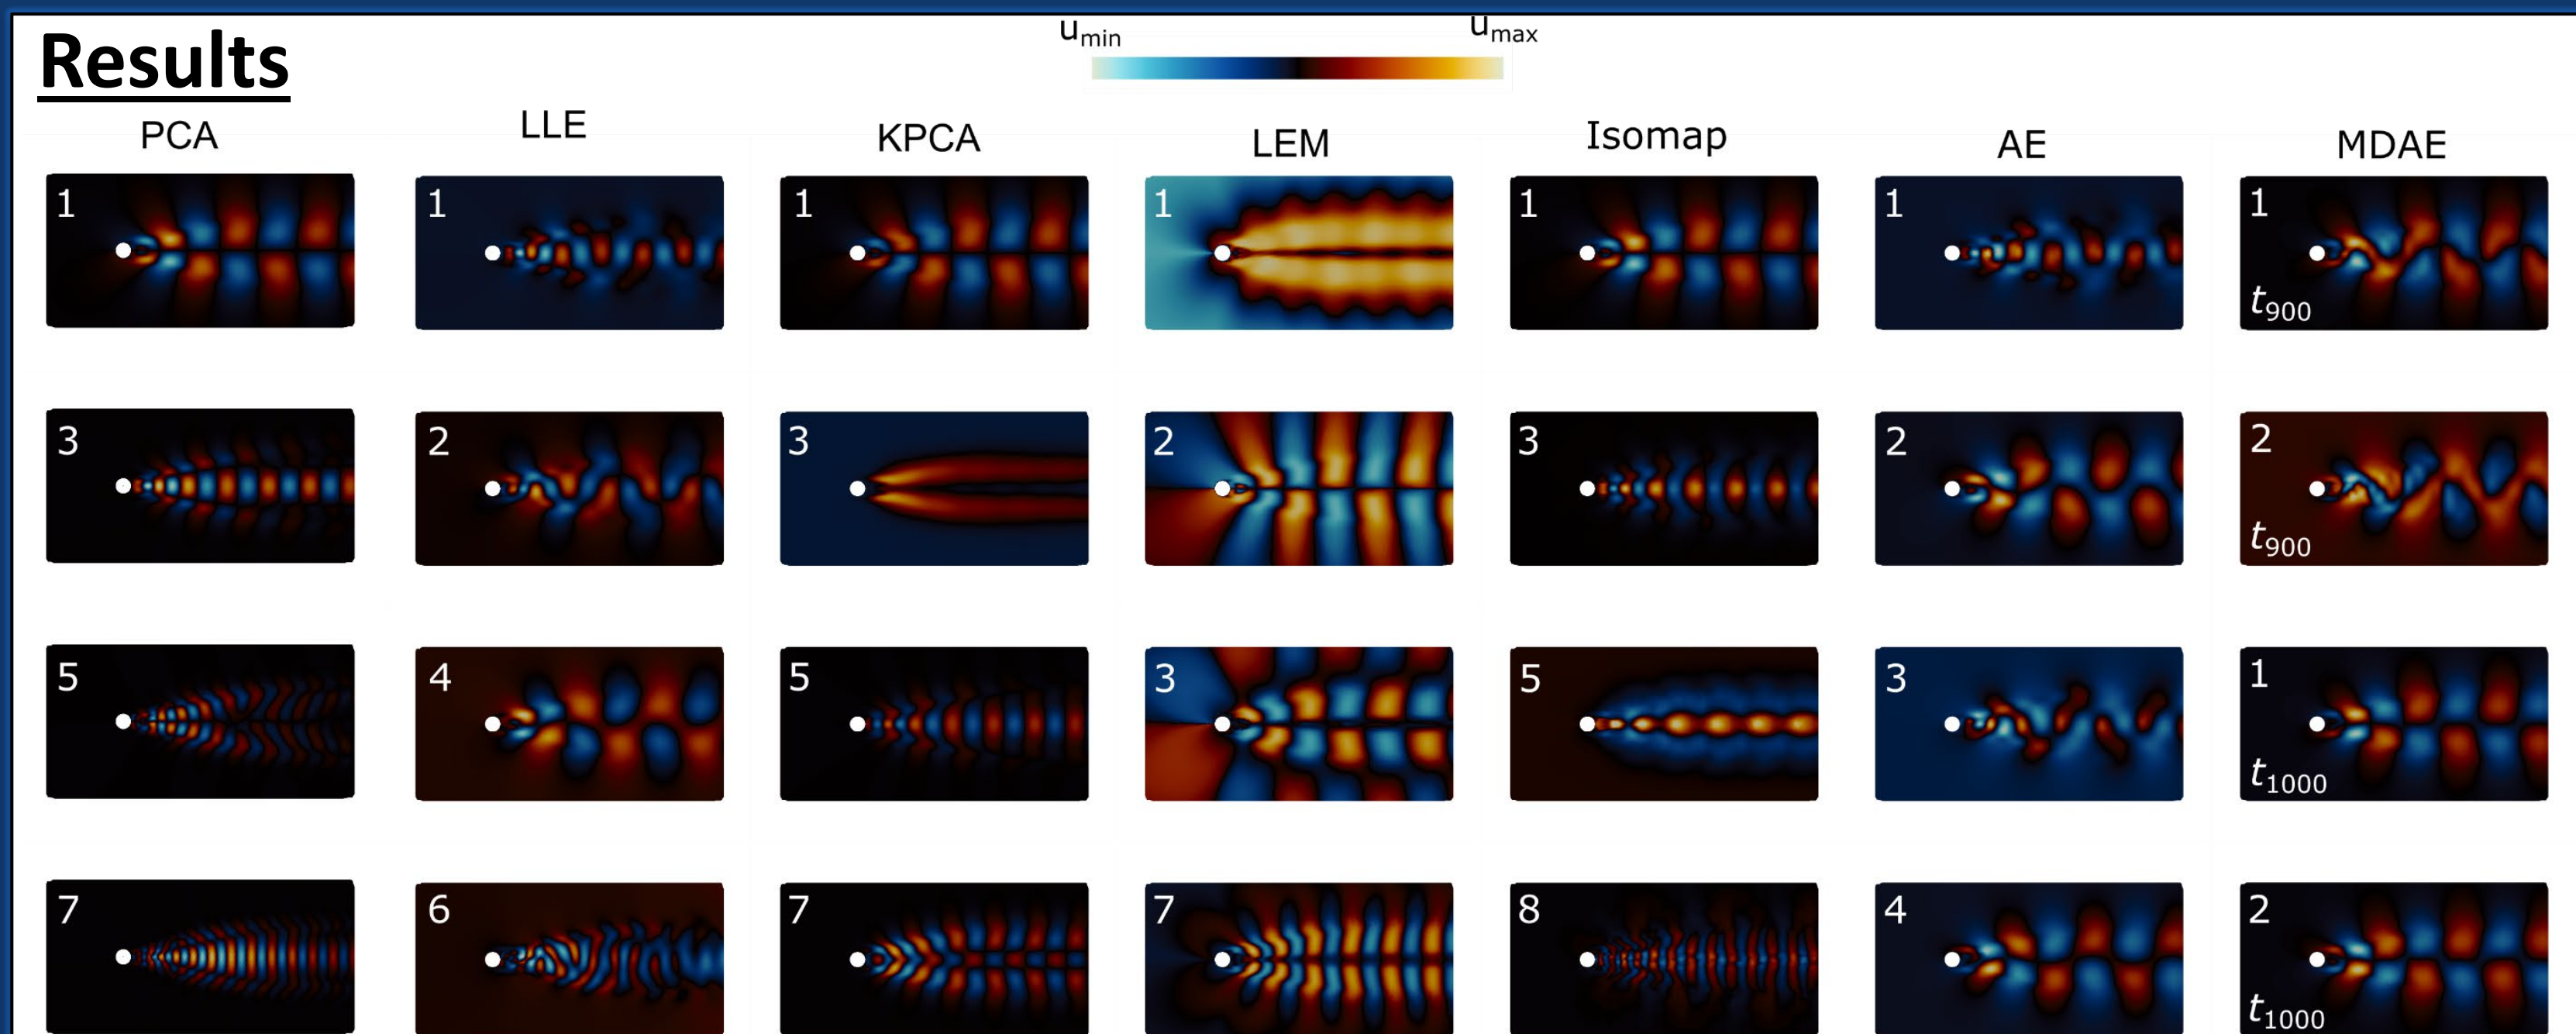 Results
u_min u_max
PCA LLE KPCA LEM Isomap AE MDAE
1 1 1 1 1 1 1
t_900
3 2 3 2 3 2 2
t_900
5 4 5 3 5 3 1
t_1000
7 6 7 7 8 4 2
t_1000